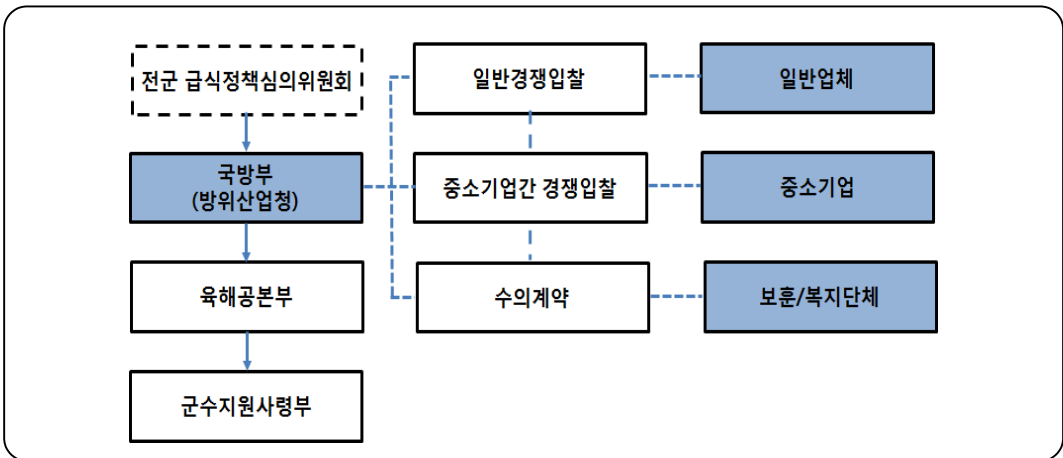 전군 급식정책심의위원회
일반경쟁입찰
일반업체
국방부
(방위산업청)
중소기업간 경쟁입찰
중소기업
육해공본부
수의계약
보훈/복지단체
군수지원사령부